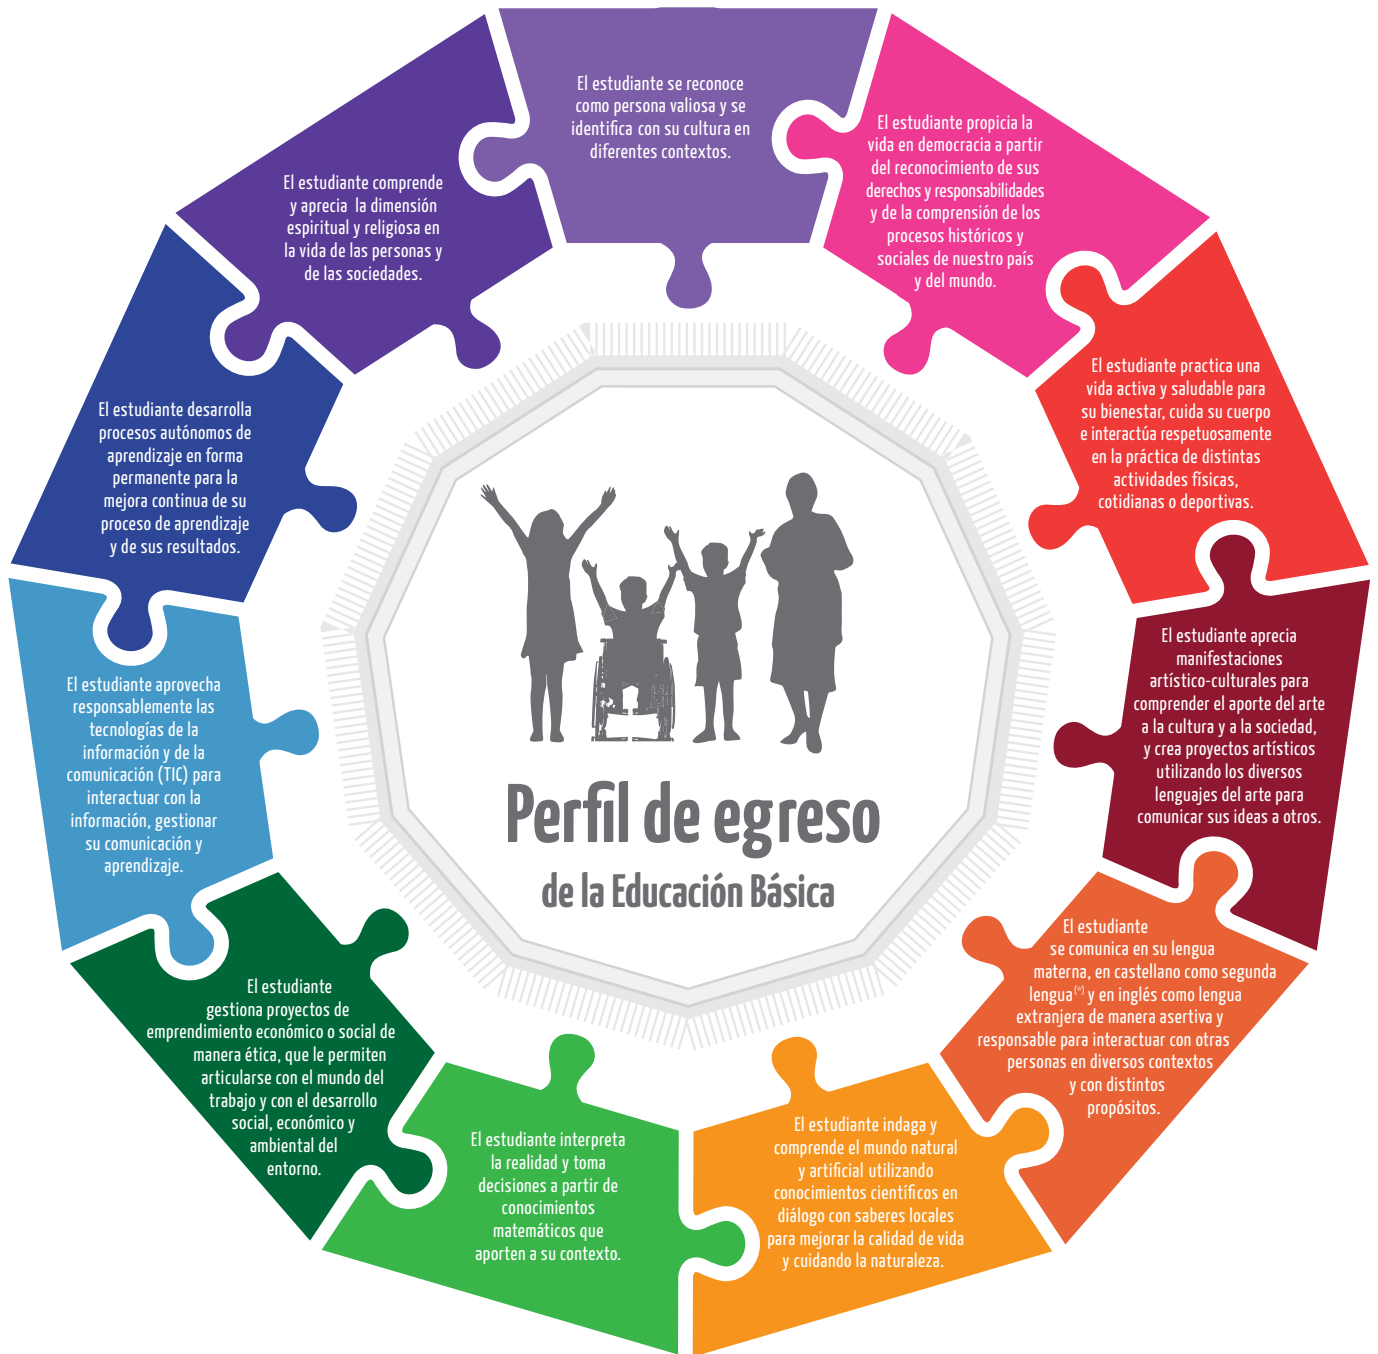 El estudiante se reconoce
como persona valiosa y se
identifica con su cultura en
diferentes contextos.
El estudiante propicia la
vida en democracia a partir
del reconocimiento de sus
derechos y responsabilidades
y de la comprensión de los
procesos históricos y
sociales de nuestro país
y del mundo.
El estudiante practica una
vida activa y saludable para
su bienestar, cuida su cuerpo
e interactúa respetuosamente
en la práctica de distintas
actividades físicas,
cotidianas o deportivas.
El estudiante aprecia
manifestaciones
artístico-culturales para
comprender el aporte del arte
a la cultura y a la sociedad,
y crea proyectos artísticos
utilizando los diversos
lenguajes del arte para
comunicar sus ideas a otros.
El estudiante
se comunica en su lengua
materna, en castellano como segunda
lengua(*) y en inglés como lengua
extranjera de manera asertiva y
responsable para interactuar con otras
personas en diversos contextos
y con distintos
propósitos.
El estudiante indaga y
comprende el mundo natural
y artificial utilizando
conocimientos científicos en
diálogo con saberes locales
para mejorar la calidad de vida
y cuidando la naturaleza.
El estudiante interpreta
la realidad y toma
decisiones a partir de
conocimientos
matemáticos que
aporten a su contexto.
El estudiante
gestiona proyectos de
emprendimiento económico o social de
manera ética, que le permiten
articularse con el mundo del
trabajo y con el desarrollo
social, económico y
ambiental del
entorno.
El estudiante aprovecha
responsablemente las
tecnologías de la
información y de la
comunicación (TIC) para
interactuar con la
información, gestionar
su comunicación y
aprendizaje.
El estudiante desarrolla
procesos autónomos de
aprendizaje en forma
permanente para la
mejora continua de su
proceso de aprendizaje
y de sus resultados.
El estudiante comprende
y aprecia la dimensión
espiritual y religiosa en
la vida de las personas y
de las sociedades.
Perfil de egreso
de la Educación Básica